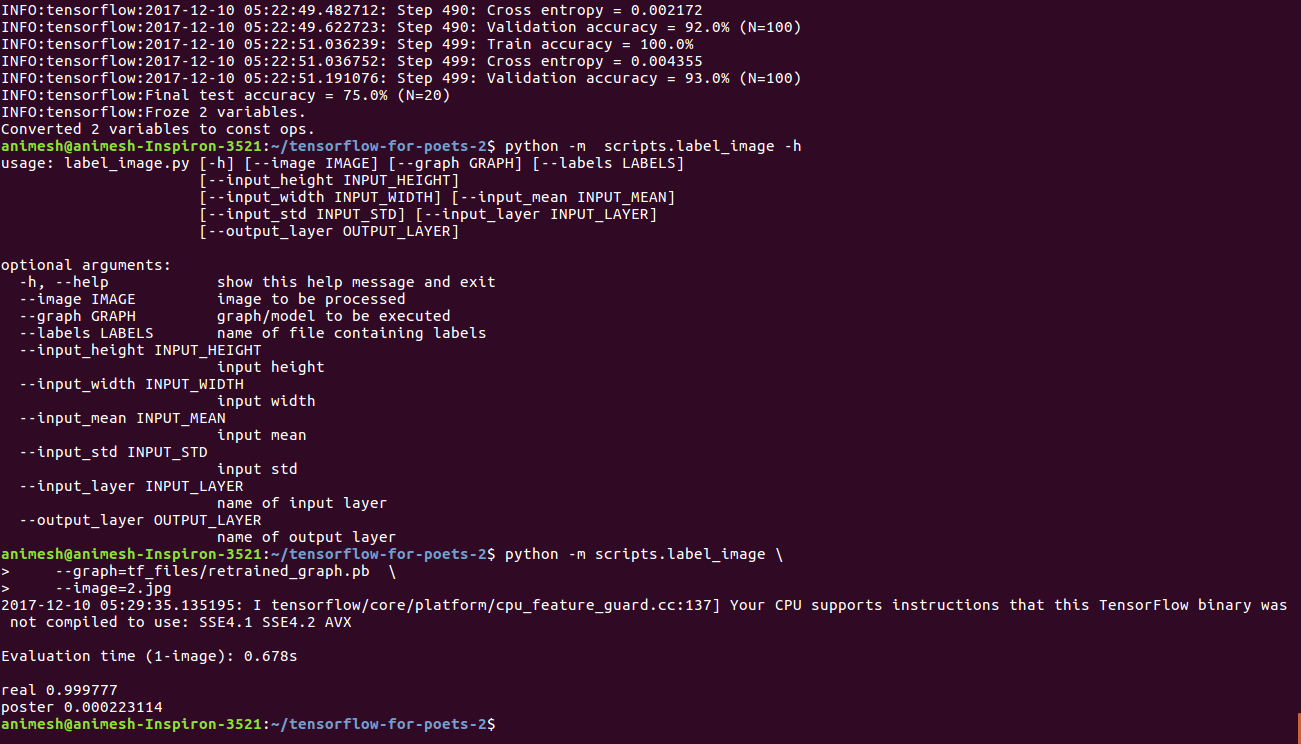 INFO:tensorflow:2017-12-10 05:22:49.482712: Step 490: Cross entropy = 0.002172
INFO:tensorflow:2017-12-10 05:22:49.622723: Step 490: Validation accuracy = 92.0% (N=100)
INFO:tensorflow:2017-12-10 05:22:51.036239: Step 499: Train accuracy = 100.0%
INFO:tensorflow:2017-12-10 05:22:51.036752: Step 499: Cross entropy = 0.004355
INFO:tensorflow:2017-12-10 05:22:51.191076: Step 499: Validation accuracy = 93.0% (N=100)
INFO:tensorflow:Final test accuracy = 75.0% (N=20)
INFO:tensorflow:Froze 2 variables.
Converted 2 variables to const ops.
animesh@animesh-Inspiron-3521:~/tensorflow-for-poets-2$ python -m  scripts.label_image -h
usage: label_image.py [-h] [--image IMAGE] [--graph GRAPH] [--labels LABELS]
                      [--input_height INPUT_HEIGHT]
                      [--input_width INPUT_WIDTH] [--input_mean INPUT_MEAN]
                      [--input_std INPUT_STD] [--input_layer INPUT_LAYER]
                      [--output_layer OUTPUT_LAYER]

optional arguments:
  -h, --help            show this help message and exit
  --image IMAGE         image to be processed
  --graph GRAPH         graph/model to be executed
  --labels LABELS       name of file containing labels
  --input_height INPUT_HEIGHT
                        input height
  --input_width INPUT_WIDTH
                        input width
  --input_mean INPUT_MEAN
                        input mean
  --input_std INPUT_STD
                        input std
  --input_layer INPUT_LAYER
                        name of input layer
  --output_layer OUTPUT_LAYER
                        name of output layer
animesh@animesh-Inspiron-3521:~/tensorflow-for-poets-2$ python -m scripts.label_image \
>     --graph=tf_files/retrained_graph.pb  \
>     --image=2.jpg
2017-12-10 05:29:35.135195: I tensorflow/core/platform/cpu_feature_guard.cc:137] Your CPU supports instructions that this TensorFlow binary was
 not compiled to use: SSE4.1 SSE4.2 AVX

Evaluation time (1-image): 0.678s

real 0.999777
poster 0.000223114
animesh@animesh-Inspiron-3521:~/tensorflow-for-poets-2$